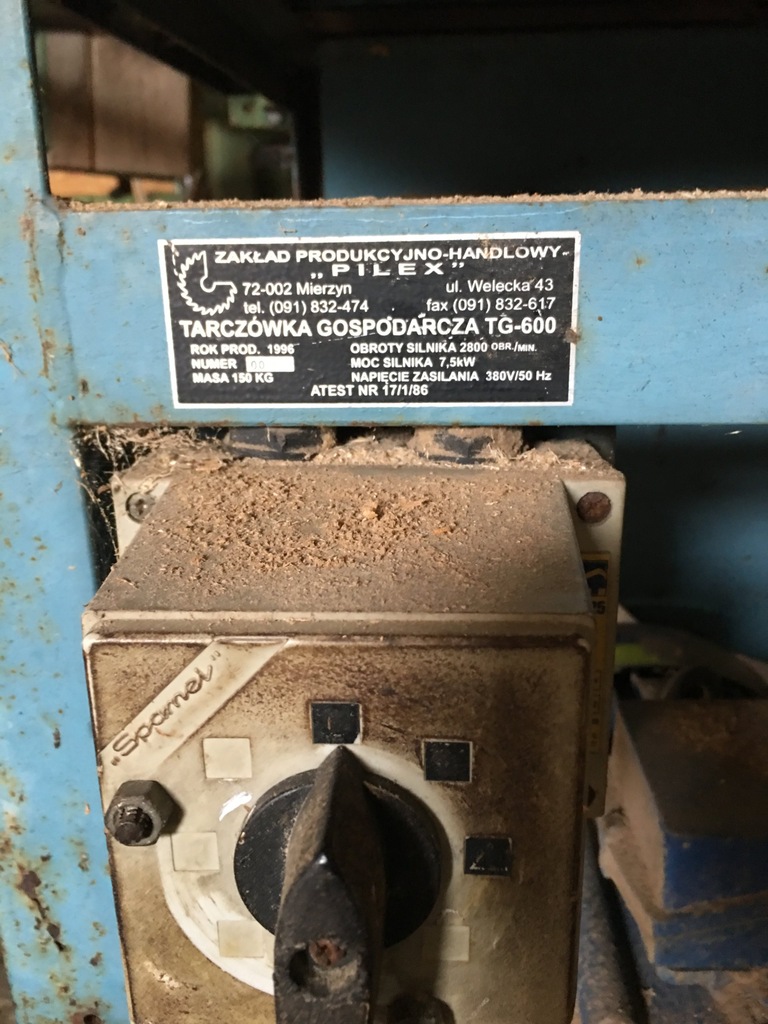 ZAKŁAD PRODUKCYJNO-HANDLOWY
„PILEX"
72-002 Mierzyn ul. Welecka 43
tel. (091) 832-474 fax (091) 832-617
TARCZÓWKA GOSPODARCZA TG-600
ROK PROD. 1996 OBROTY SILNIKA 2800 OBR./MIN.
NUMER MOC SILNIKA 7,5kW
MASA 150 KG NAPIĘCIE ZASILANIA 380V/50 Hz
ATEST NR 17/1/86
"Spamel"